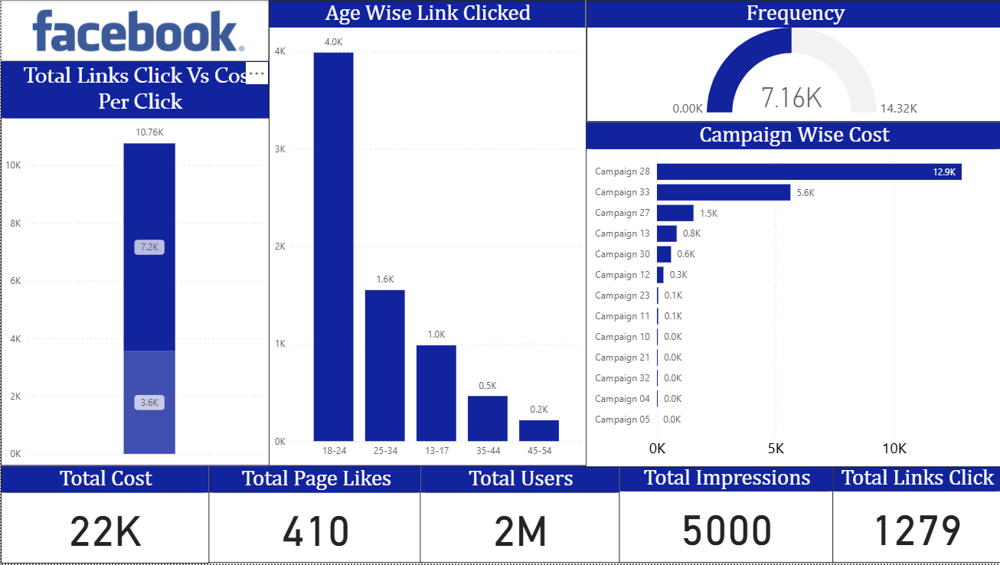 facebook®
Total Links Click Vs Cos
Per Click
10.76K
10K
8K
7.2K
6K
4K
3.6K
2K
0K
Age Wise Link Clicked
4.0K
4K
3K
2K
1.6K
1.0K
1K
0.5K
0.2K
0K
18-24 25-34 13-17 35-44 45-54
Frequency
7.16K
0.00K 14.32K
Campaign Wise Cost
Campaign 28 12.9K
Campaign 33 5.6K
Campaign 27 1.5K
Campaign 13 0.8K
Campaign 30 0.6K
Campaign 12 0.3K
Campaign 23 0.1K
Campaign 11 0.1K
Campaign 10 0.0K
Campaign 21 0.0K
Campaign 32 0.0K
Campaign 04 0.0K
Campaign 05 0.0K
0K 5K 10K
Total Cost
22K
Total Page Likes
410
Total Users
2M
Total Impressions
5000
Total Links Click
1279